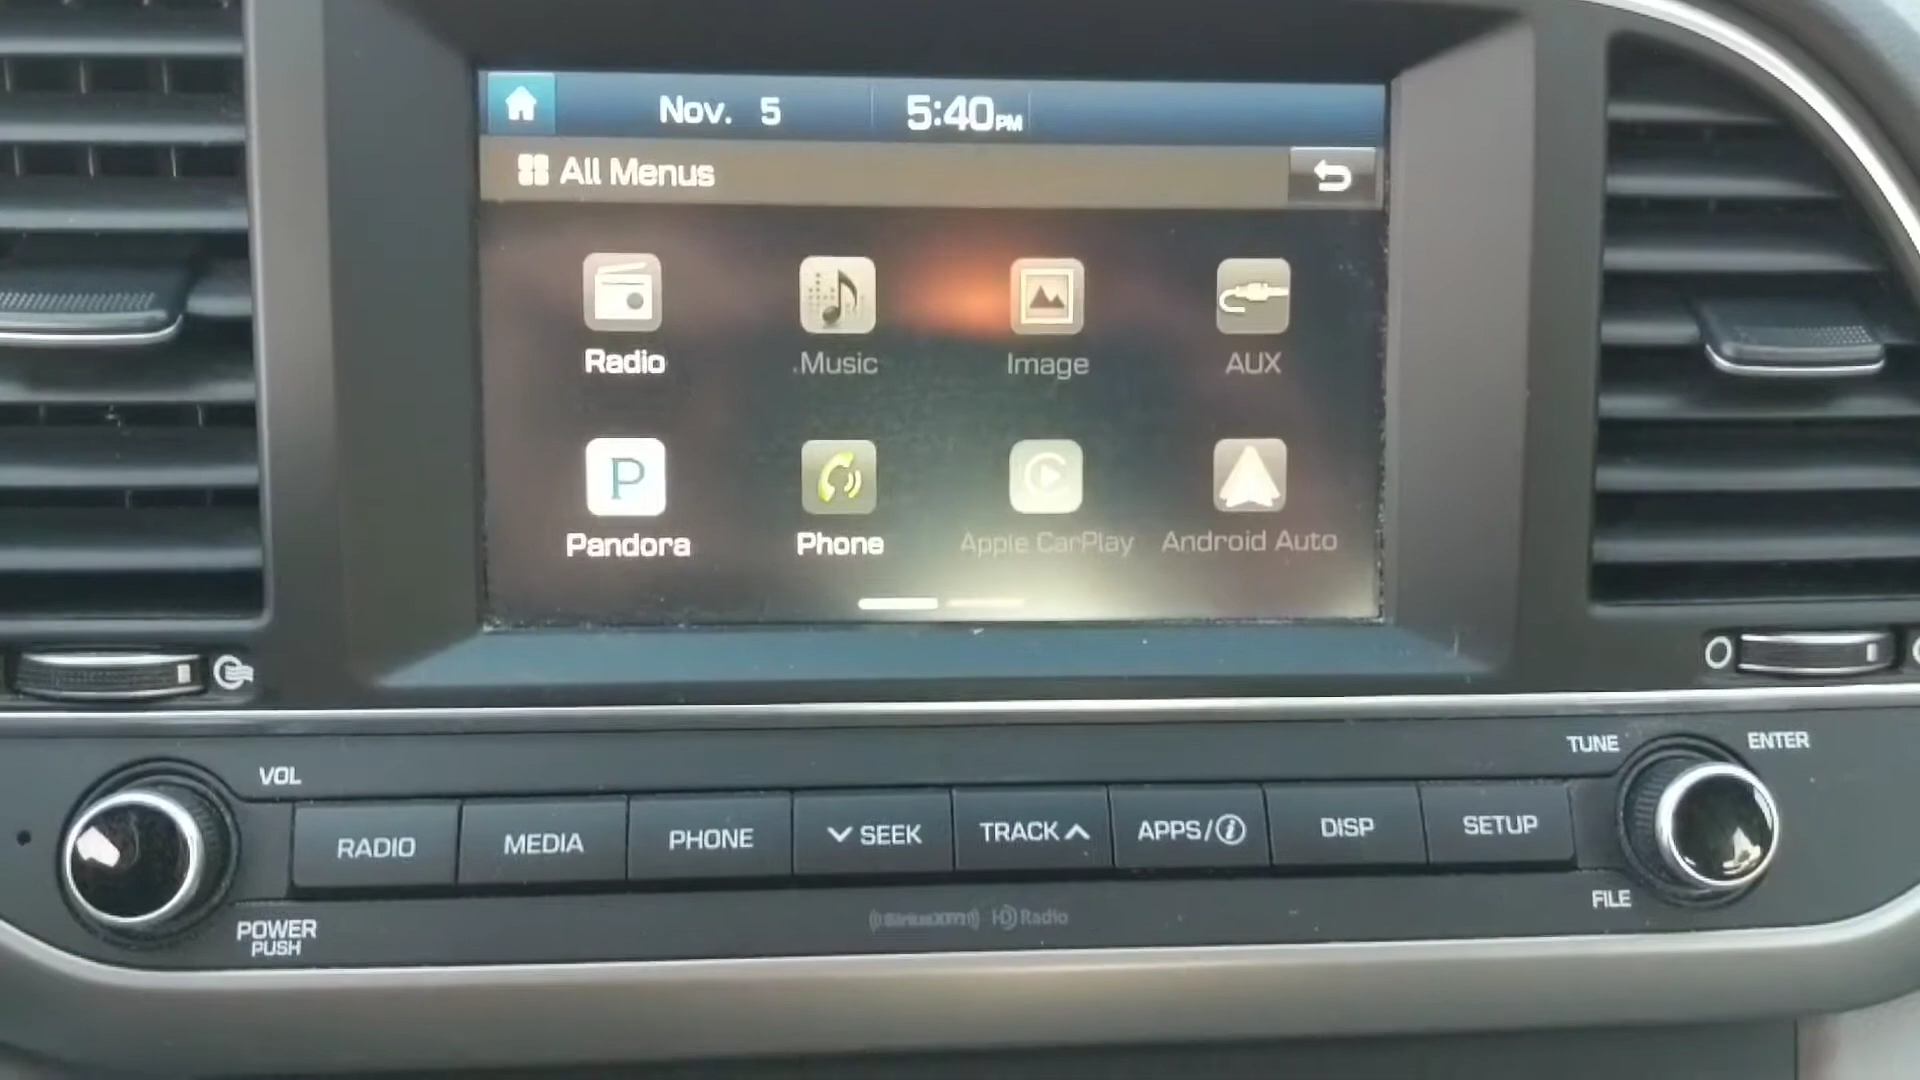 Nov. 5 5:40PM
All Menus
Radio Music Image AUX
P
Pandora Phone Apple CarPlay Android Auto
VOL
TUNE ENTER
RADIO MEDIA PHONE SEEK TRACK APPS/i DISP SETUP
FILE
POWER
PUSH
SiriusXM HD Radio